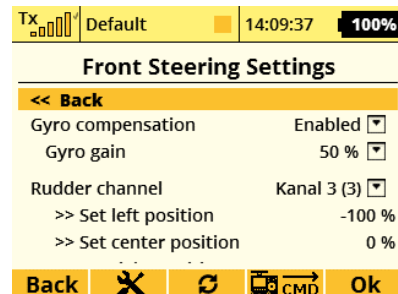 Tx Default 14:09:37 100%
Front Steering Settings
<< Back
Gyro compensation Enabled
Gyro gain 50 %
Rudder channel Kanal 3 (3)
>> Set left position -100 %
>> Set center position 0 %
Back CMD Ok